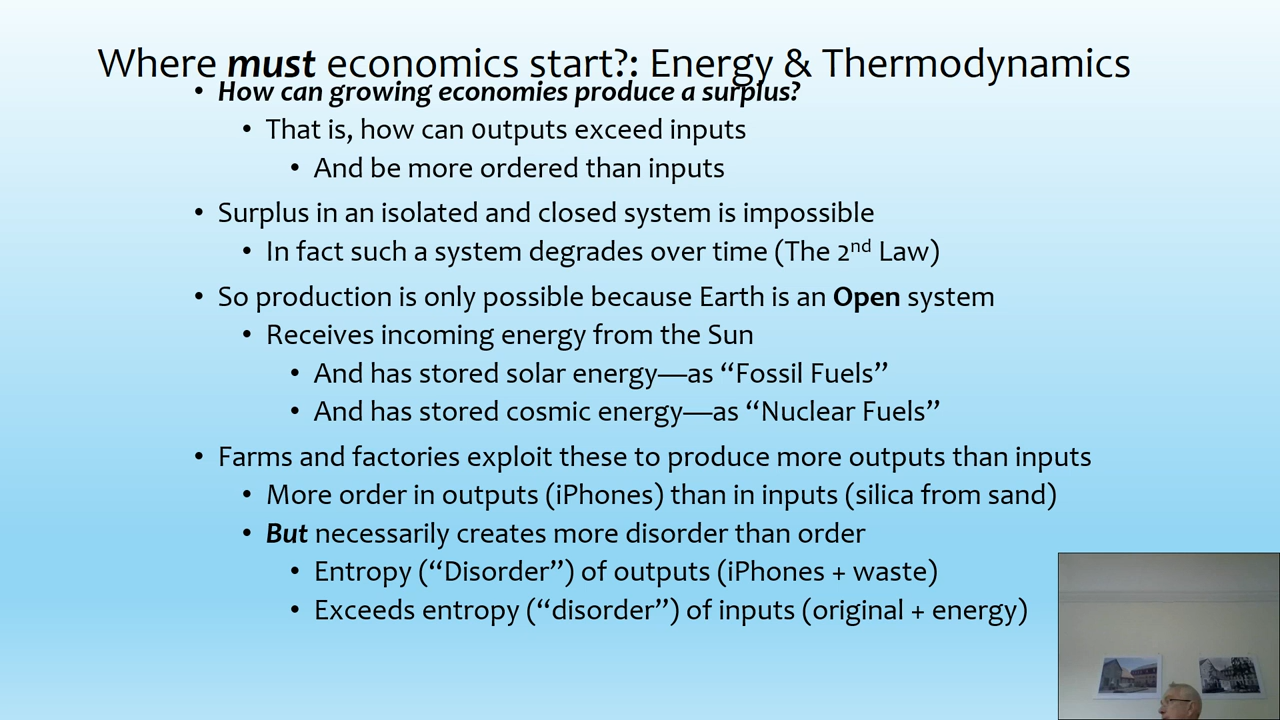 Where must economics start?: Energy & Thermodynamics
• How can growing economies produce a surplus?
• That is, how can 0utputs exceed inputs
• And be more ordered than inputs
• Surplus in an isolated and closed system is impossible
• In fact such a system degrades over time (The 2nd Law)
• So production is only possible because Earth is an Open system
• Receives incoming energy from the Sun
• And has stored solar energy—as “Fossil Fuels”
• And has stored cosmic energy—as “Nuclear Fuels”
• Farms and factories exploit these to produce more outputs than inputs
• More order in outputs (iPhones) than in inputs (silica from sand)
• But necessarily creates more disorder than order
• Entropy (“Disorder”) of outputs (iPhones + waste)
• Exceeds entropy (“disorder”) of inputs (original + energy)